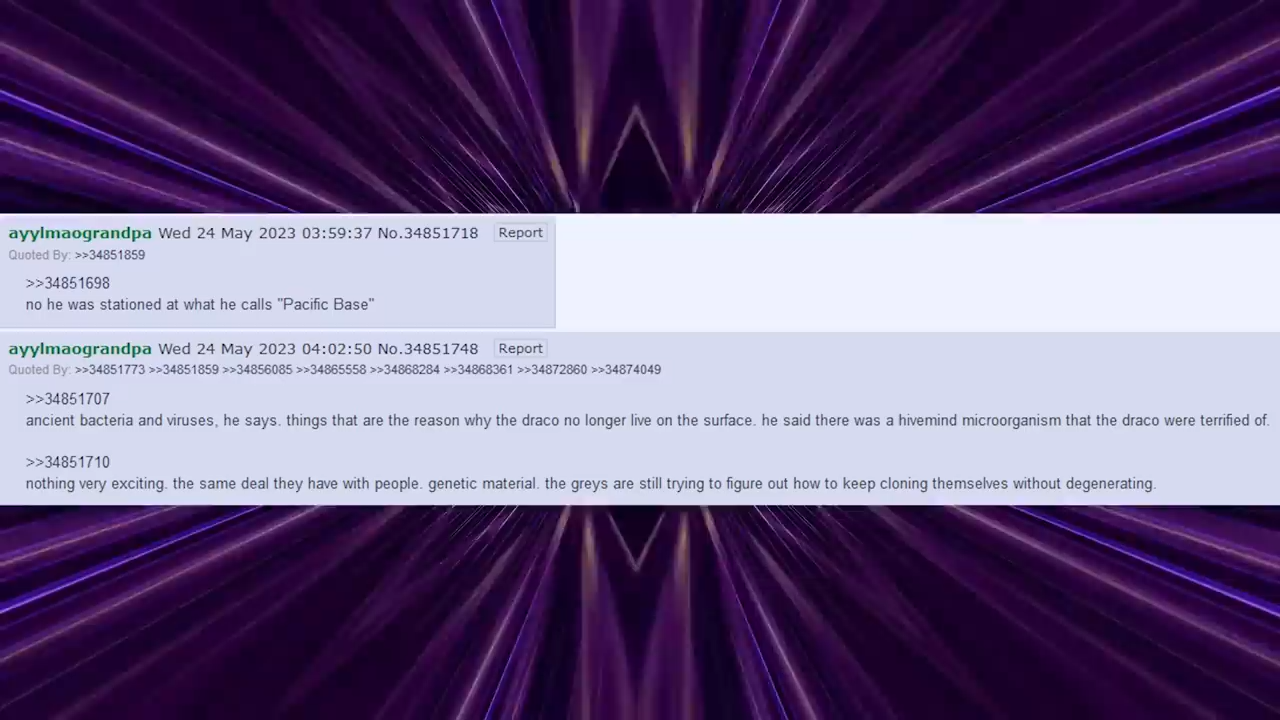 ayylmaograndpa Wed 24 May 2023 03:59:37 No.34851718 Report
Quoted By: >>34851859
>>34851698
no he was stationed at what he calls "Pacific Base"
ayylmaograndpa Wed 24 May 2023 04:02:50 No.34851748 Report
Quoted By: >>34851773 >>34851859 >>34856085 >>34865558 >>34868284 >>34868361 >>34872860 >>34874049
>>34851707
ancient bacteria and viruses, he says. things that are the reason why the draco no longer live on the surface. he said there was a hivemind microorganism that the draco were terrified of.
>>34851710
nothing very exciting. the same deal they have with people. genetic material. the greys are still trying to figure out how to keep cloning themselves without degenerating.